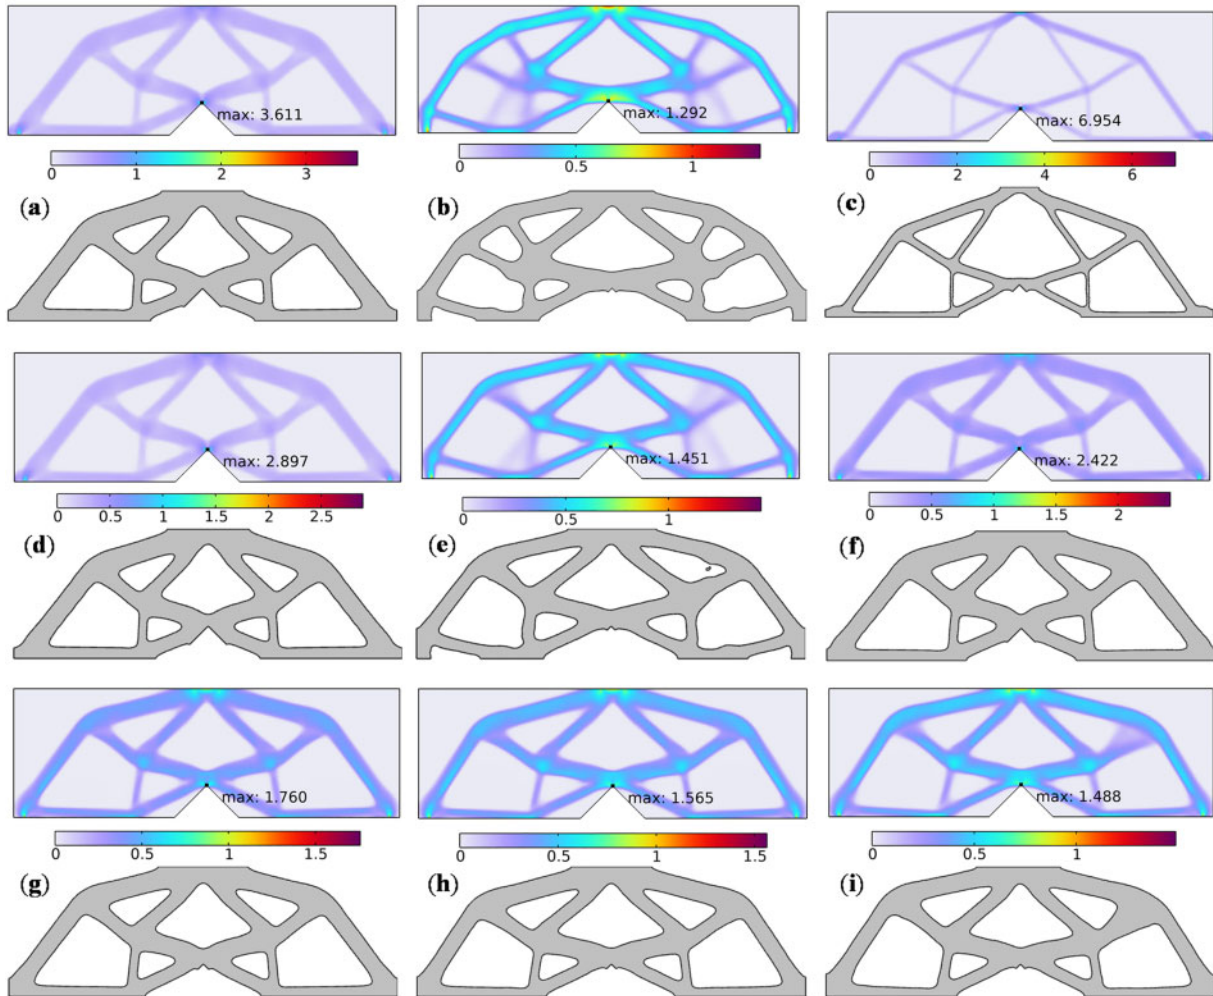 max: 3.611
max: 1.292
max: 6.954
0 1 2 3
0 0.5 1
0 2 4 6
(a)
(b)
(c)
max: 2.897
max: 1.451
max: 2.422
0 0.5 1 1.5 2 2.5
0 0.5 1
0 0.5 1 1.5 2
(d)
(e)
(f)
max: 1.760
max: 1.565
max: 1.488
0 0.5 1 1.5
0 0.5 1 1.5
0 0.5 1
(g)
(h)
(i)